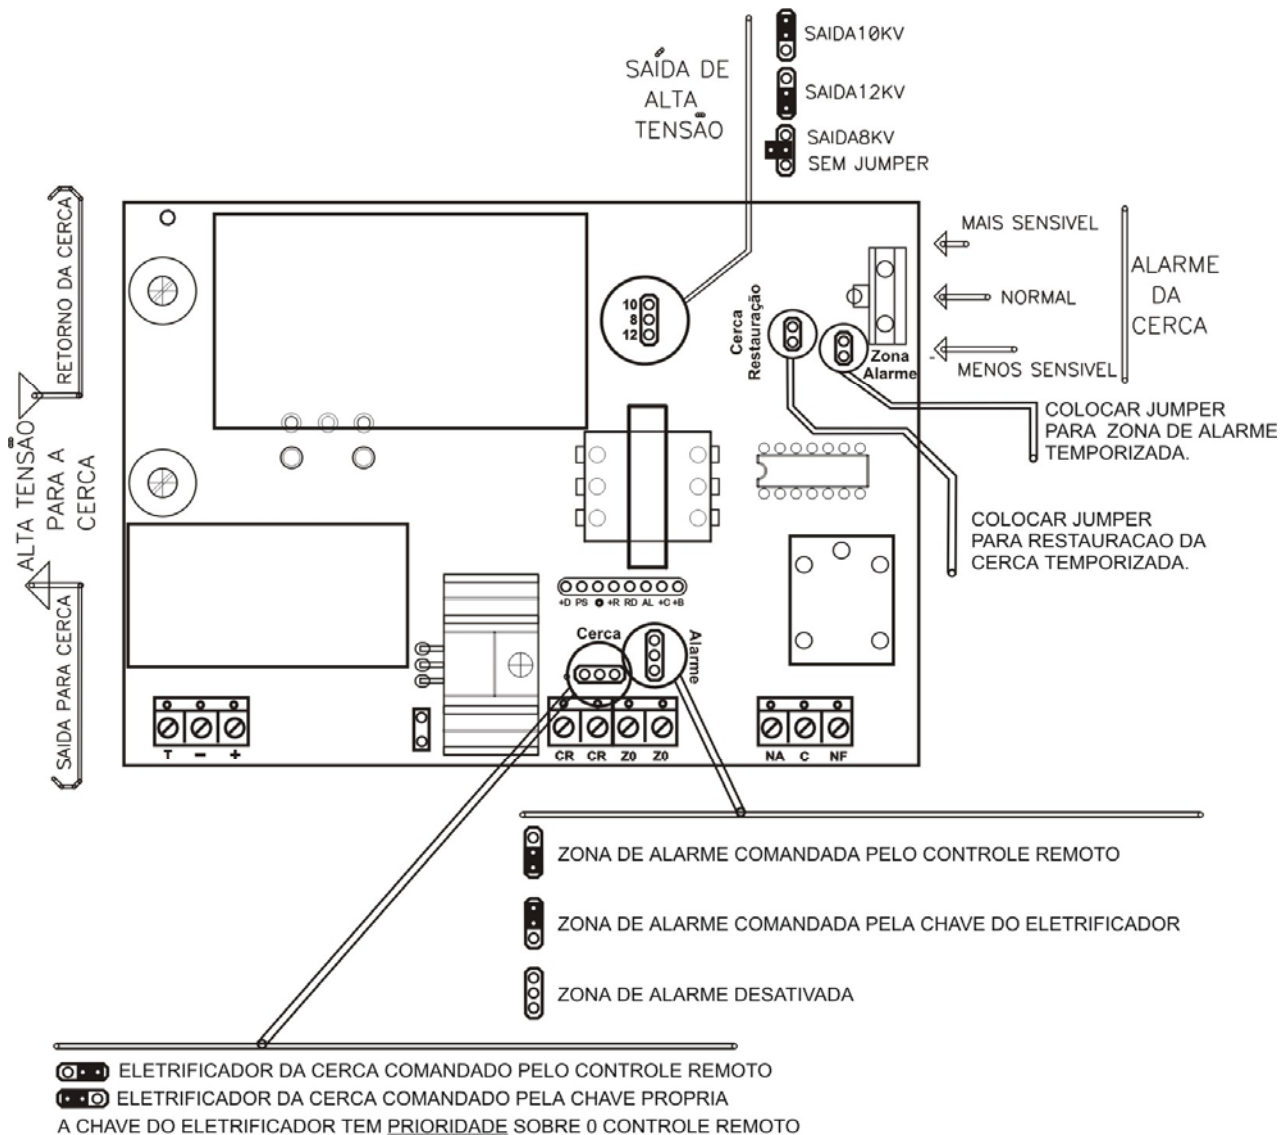 SAIDA10KV
SAÍDA DE
ALTA
TENSÃO
SAIDA12KV
SAIDA8KV
SEM JUMPER
RETORNO DA CERCA
ALTA TENSÃO
PARA A
CERCA
SAIDA PARA CERCA
MAIS SENSIVEL
NORMAL
MENOS SENSIVEL
ALARME
DA
CERCA
10
8
12
Cerca
Restauração
Zona
Alarme
COLOCAR JUMPER
PARA ZONA DE ALARME
TEMPORIZADA.
COLOCAR JUMPER
PARA RESTAURACAO DA
CERCA TEMPORIZADA.
+D PS +R RD AL +C +B
Cerca
Alarme
T - +
CR CR Z0 Z0
NA C NF
ZONA DE ALARME COMANDADA PELO CONTROLE REMOTO
ZONA DE ALARME COMANDADA PELA CHAVE DO ELETRIFICADOR
ZONA DE ALARME DESATIVADA
ELETRIFICADOR DA CERCA COMANDADO PELO CONTROLE REMOTO
ELETRIFICADOR DA CERCA COMANDADO PELA CHAVE PROPRIA
A CHAVE DO ELETRIFICADOR TEM PRIORIDADE SOBRE 0 CONTROLE REMOTO